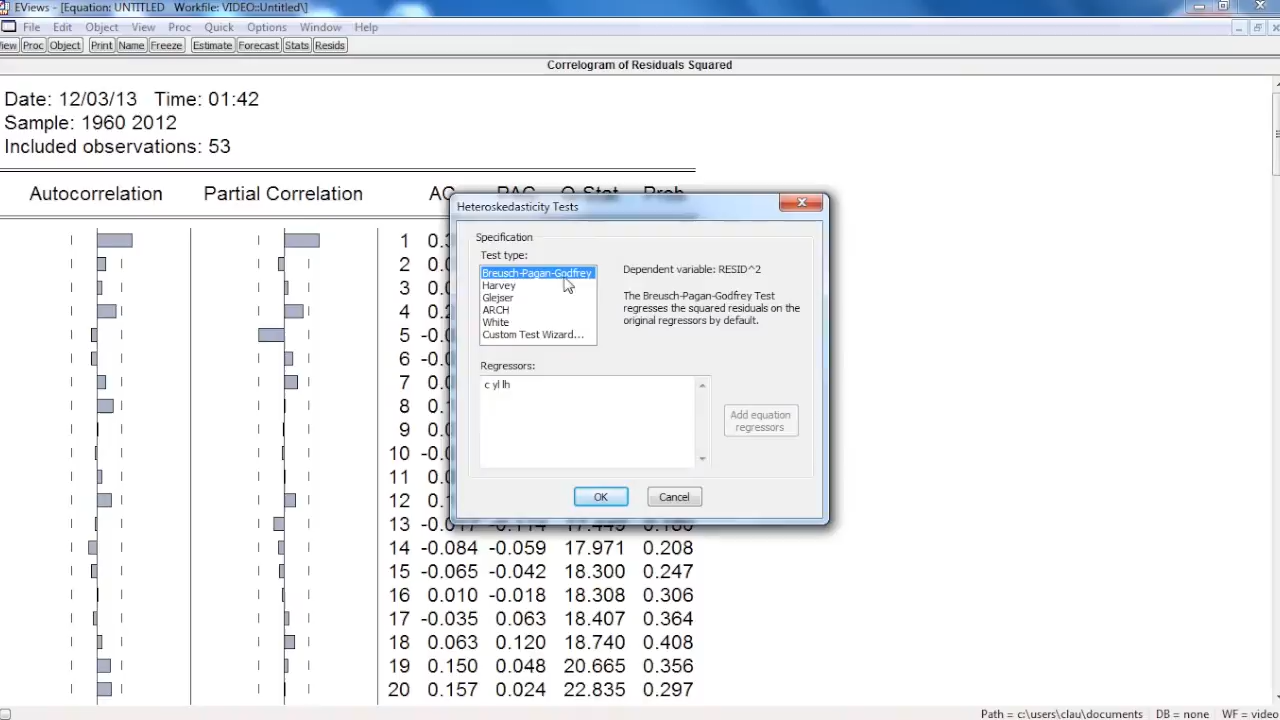 EViews - [Equation: UNTITLED   Workfile: VIDEO::Untitled\]
File Edit Object View Proc Quick Options Window Help
View Proc Object Print Name Freeze Estimate Forecast Stats Resids
Correlogram of Residuals Squared
Date: 12/03/13   Time: 01:42
Sample: 1960 2012
Included observations: 53
Autocorrelation Partial Correlation AC PAC Q-Stat Prob
Heteroskedasticity Tests
Specification
Test type:
Breusch-Pagan-Godfrey
Harvey
Glejser
ARCH
White
Custom Test Wizard...
Dependent variable: RESID^2
The Breusch-Pagan-Godfrey Test
regresses the squared residuals on the
original regressors by default.
Regressors:
c yl lh
Add equation
regressors
OK Cancel
1
2
3
4
5
6
7
8
9
10
11
12
13
14 -0.084 -0.059 17.971 0.208
15 -0.065 -0.042 18.300 0.247
16 0.010 -0.018 18.308 0.306
17 -0.035 0.063 18.407 0.364
18 0.063 0.120 18.740 0.408
19 0.150 0.048 20.665 0.356
20 0.157 0.024 22.835 0.297
Path = c:\users\clau\documents DB = none WF = video